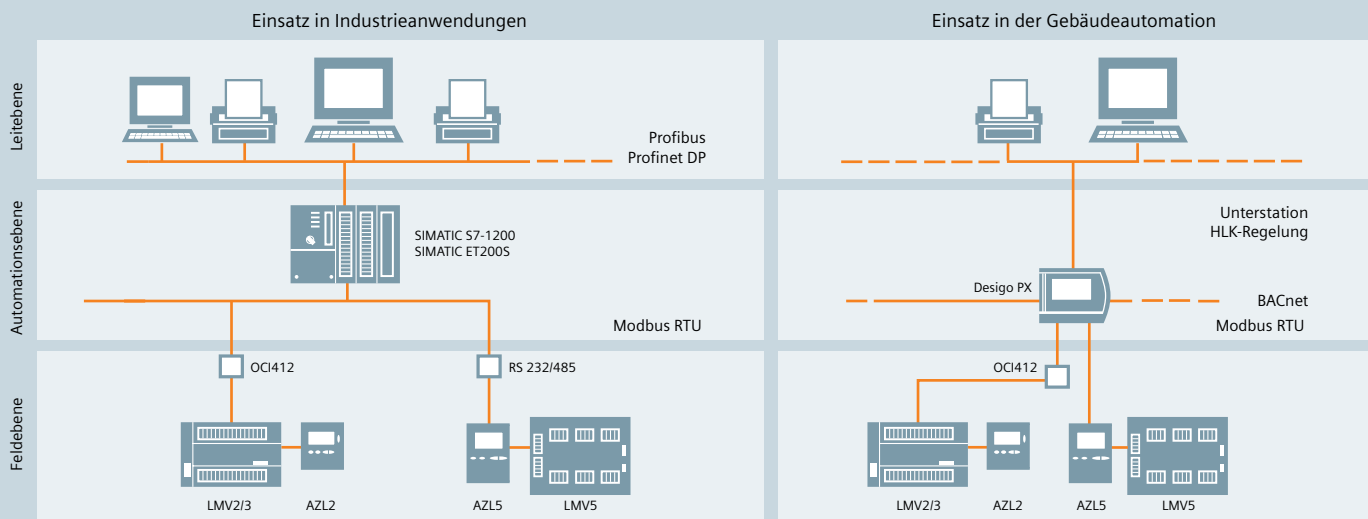 Einsatz in Industrieanwendungen
Einsatz in der Gebäudeautomation
Leitebene
Profibus
Profinet DP
Automationsebene
SIMATIC S7-1200
SIMATIC ET200S
Modbus RTU
Unterstation
HLK-Regelung
Desigo PX
BACnet
Modbus RTU
Feldebene
OCI412
RS 232/485
LMV2/3
AZL2
AZL5
LMV5
OCI412
LMV2/3
AZL2
AZL5
LMV5